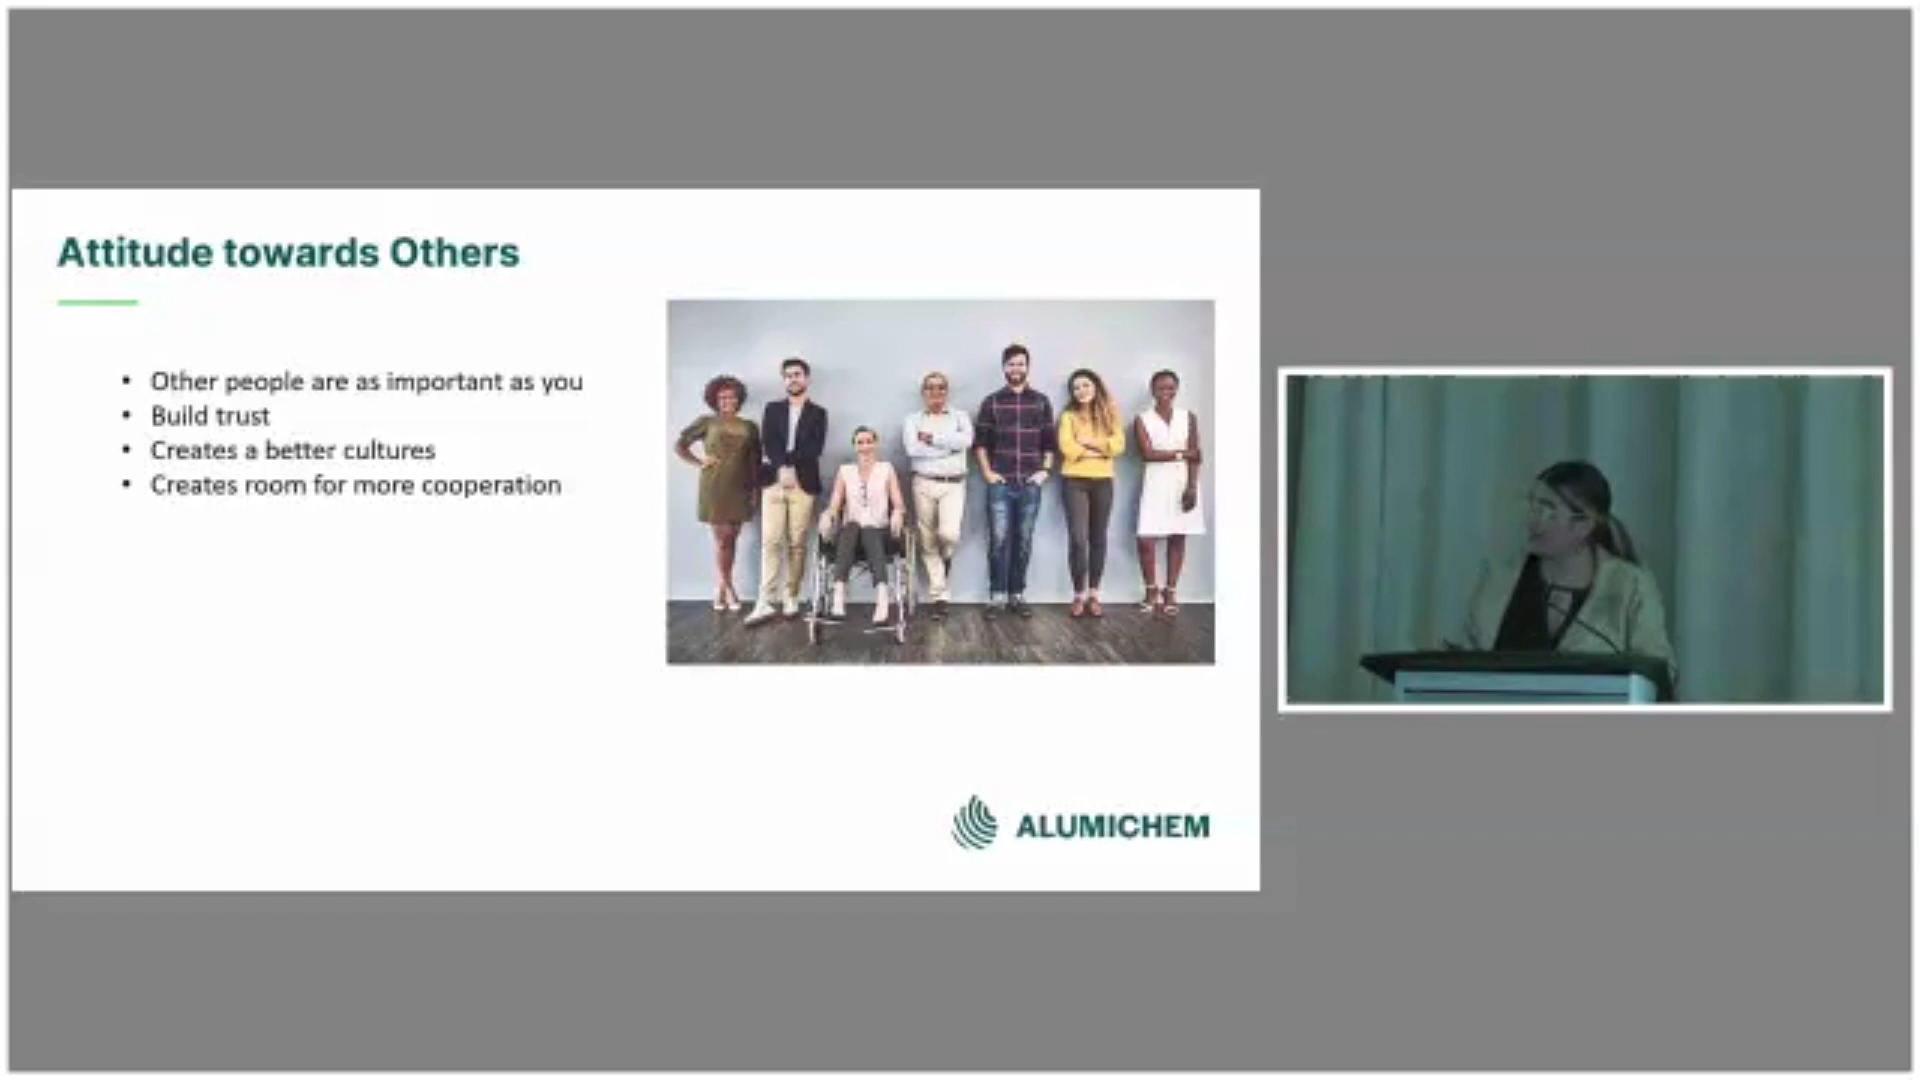 Attitude towards Others
• Other people are as important as you
• Build trust
• Creates a better cultures
• Creates room for more cooperation
ALUMICHEM